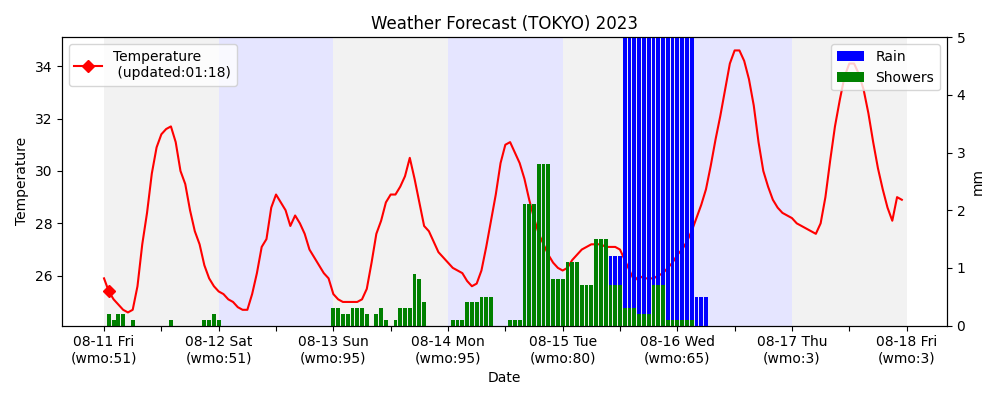 Weather Forecast (TOKYO) 2023
Temperature
(updated:01:18)
Rain
Showers
34
32
30
28
26
Temperature
5
4
3
2
1
0
mm
08-11 Fri
(wmo:51)
08-12 Sat
(wmo:51)
08-13 Sun
(wmo:95)
08-14 Mon
(wmo:95)
08-15 Tue
(wmo:80)
08-16 Wed
(wmo:65)
08-17 Thu
(wmo:3)
08-18 Fri
(wmo:3)
Date